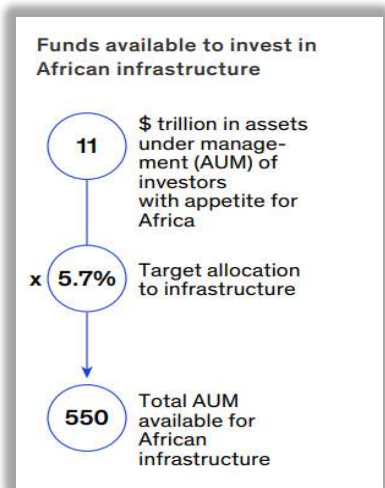 Funds available to invest in
African infrastructure
11
$ trillion in assets
under manage-
ment (AUM) of
investors
with appetite for
Africa
x 5.7%
Target allocation
to infrastructure
550
Total AUM
available for
African
infrastructure